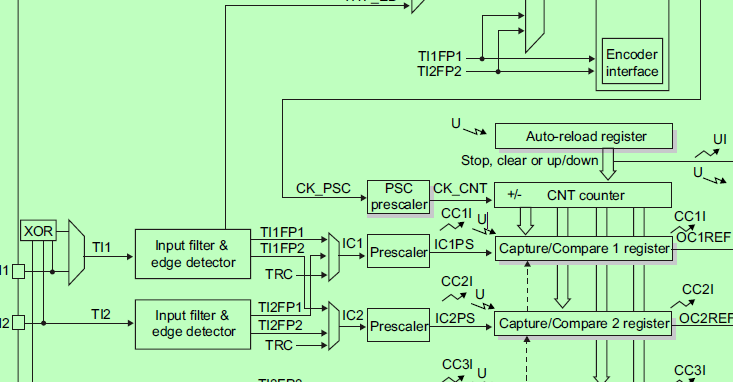 TI1FP1
TI2FP2
Encoder
interface
U
Auto-reload register
UI
Stop, clear or up/down
U
CK_PSC
PSC
prescaler
CK_CNT
+/-
CNT counter
CC1I
U
CC1I
XOR
TI1
Input filter &
edge detector
TI1FP1
TI1FP2
TRC
IC1
Prescaler
IC1PS
Capture/Compare 1 register
OC1REF
CC2I
U
CC2I
TI2
Input filter &
edge detector
TI2FP1
TI2FP2
TRC
IC2
Prescaler
IC2PS
Capture/Compare 2 register
OC2REF
CC3I
U
CC3I